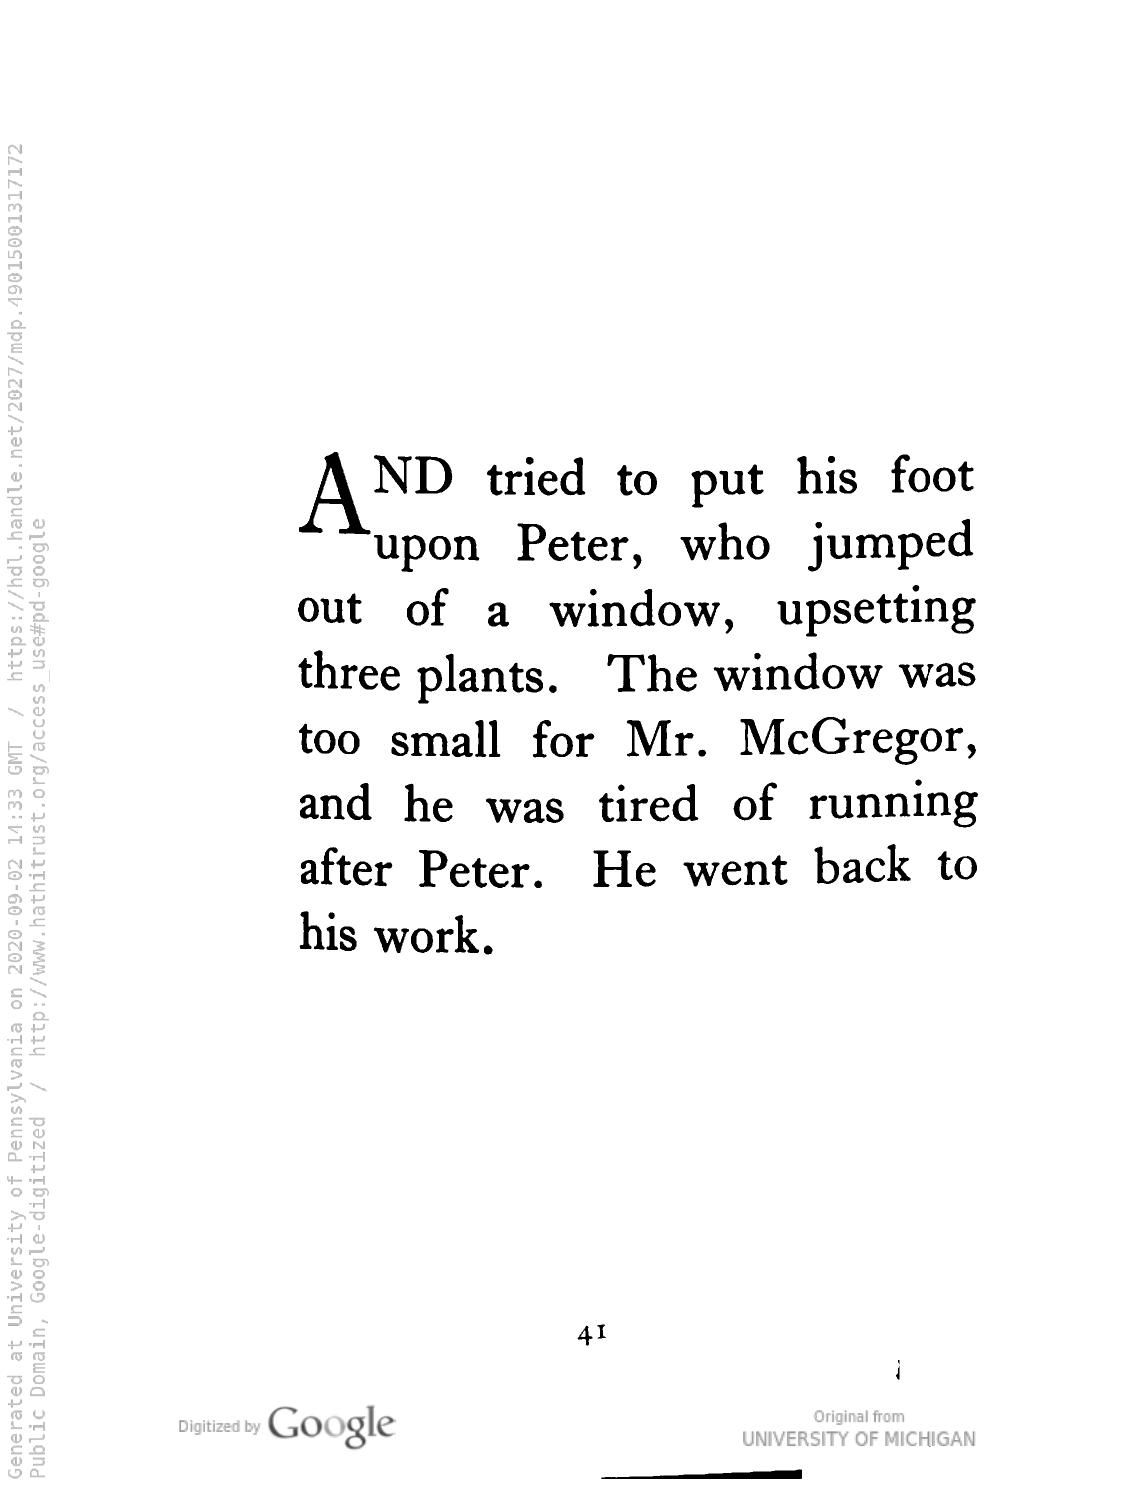 AND tried to put his foot
upon Peter, who jumped
out of a window, upsetting
three plants. The window was
too small for Mr. McGregor,
and he was tired of running
after Peter. He went back to
his work.
41
Digitized by Google
Original from
UNIVERSITY OF MICHIGAN
Generated at University of Pennsylvania on 2020-09-02 14:33 GMT / https://hdl.handle.net/2027/mdp.49015001317172
Public Domain, Google-digitized / http://www.hathitrust.org/access_use#pd-google